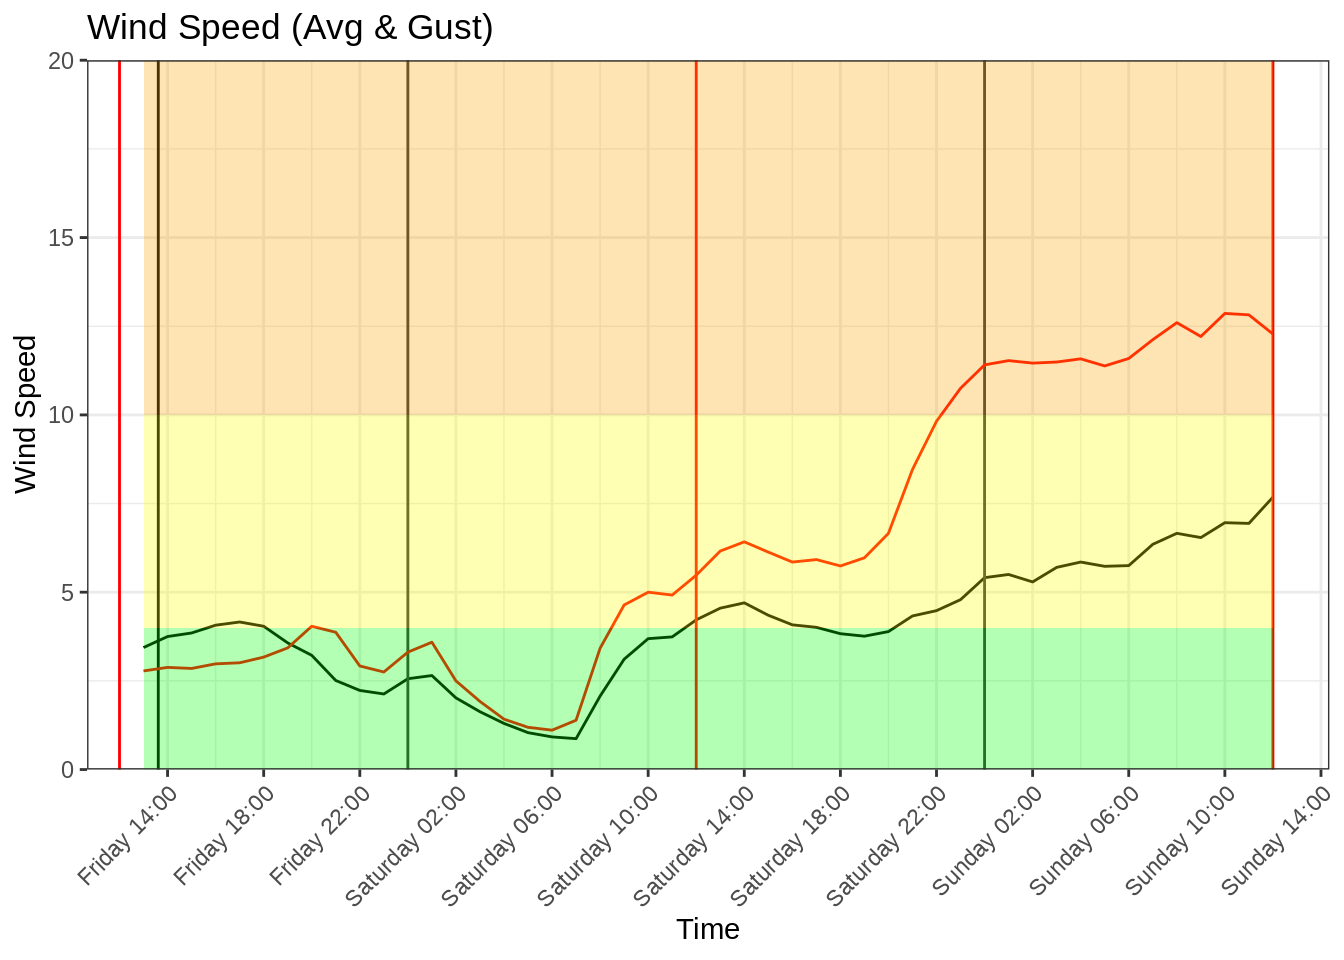 Wind Speed (Avg & Gust)
20
15
10
5
0
Wind Speed
Friday 14:00
Friday 18:00
Friday 22:00
Saturday 02:00
Saturday 06:00
Saturday 10:00
Saturday 14:00
Saturday 18:00
Saturday 22:00
Sunday 02:00
Sunday 06:00
Sunday 10:00
Sunday 14:00
Time